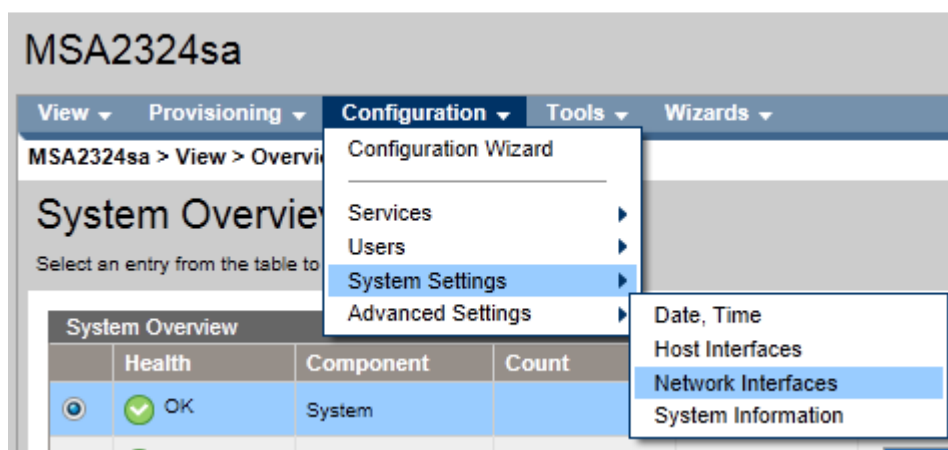 MSA2324sa
View Provisioning Configuration Tools Wizards
MSA2324sa > View >
Configuration Wizard
System
Services
Select an entry from the table to
Users
System Settings
Advanced Settings
System Overview
Date, Time
Host Interfaces
Network Interfaces
System Information
Health Component Count
OK System